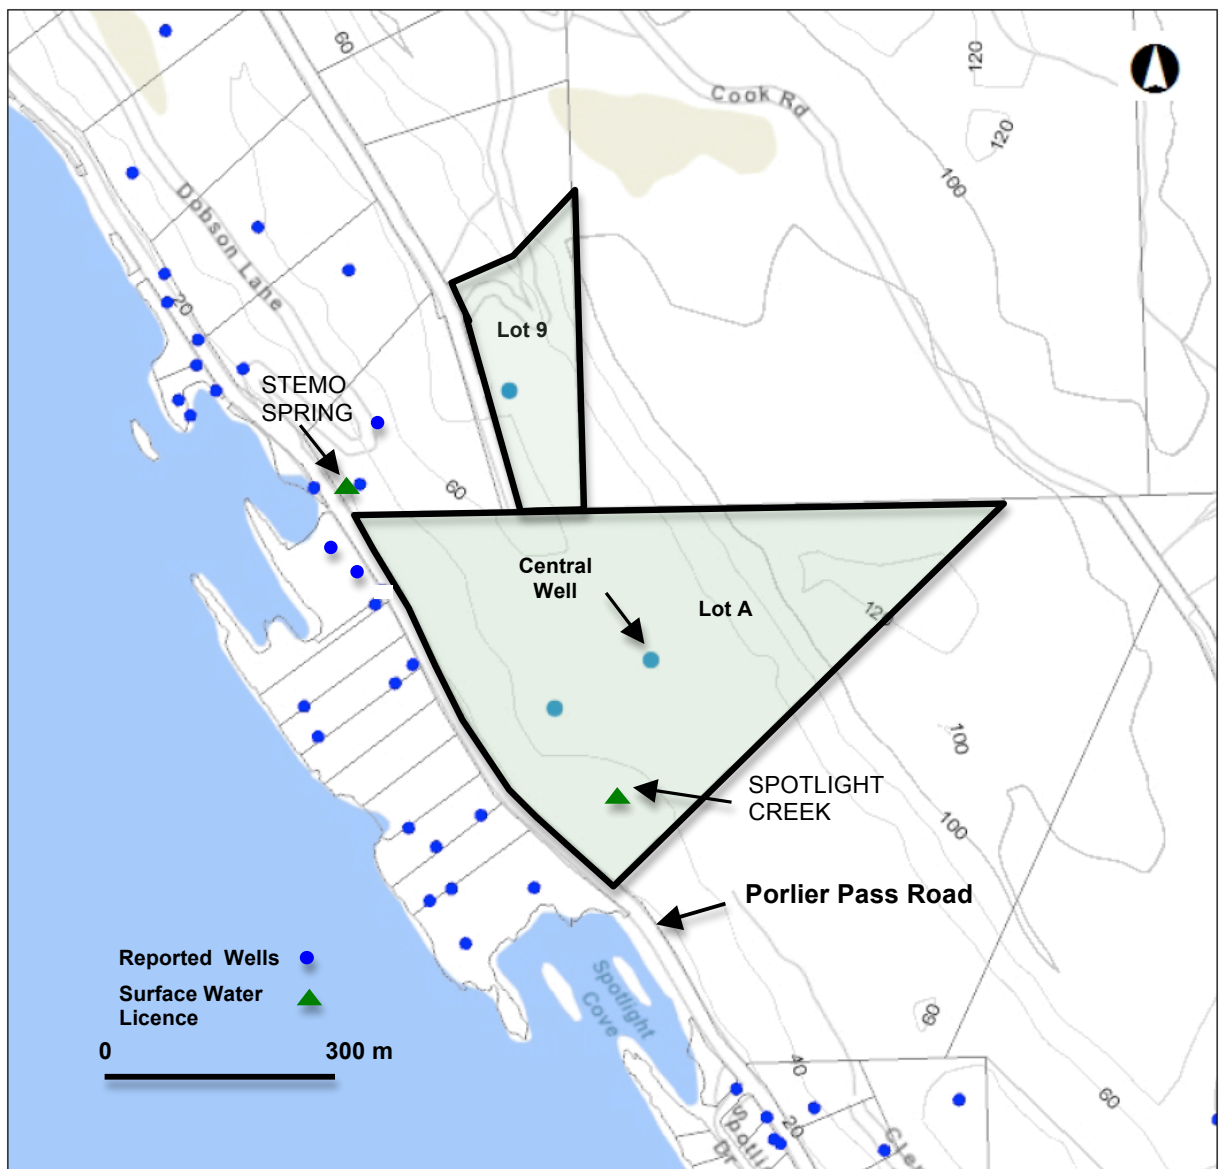 60
120
Cook Rd
120
100
Dobson Lane
20
Lot 9
STEMO
SPRING
60
Central
Well
Lot A
120
100
SPOTLIGHT
CREEK
100
Porlier Pass Road
Reported Wells
Surface Water
Licence
Spotlight
Cove
60
0 300 m
40
60
20
Dr